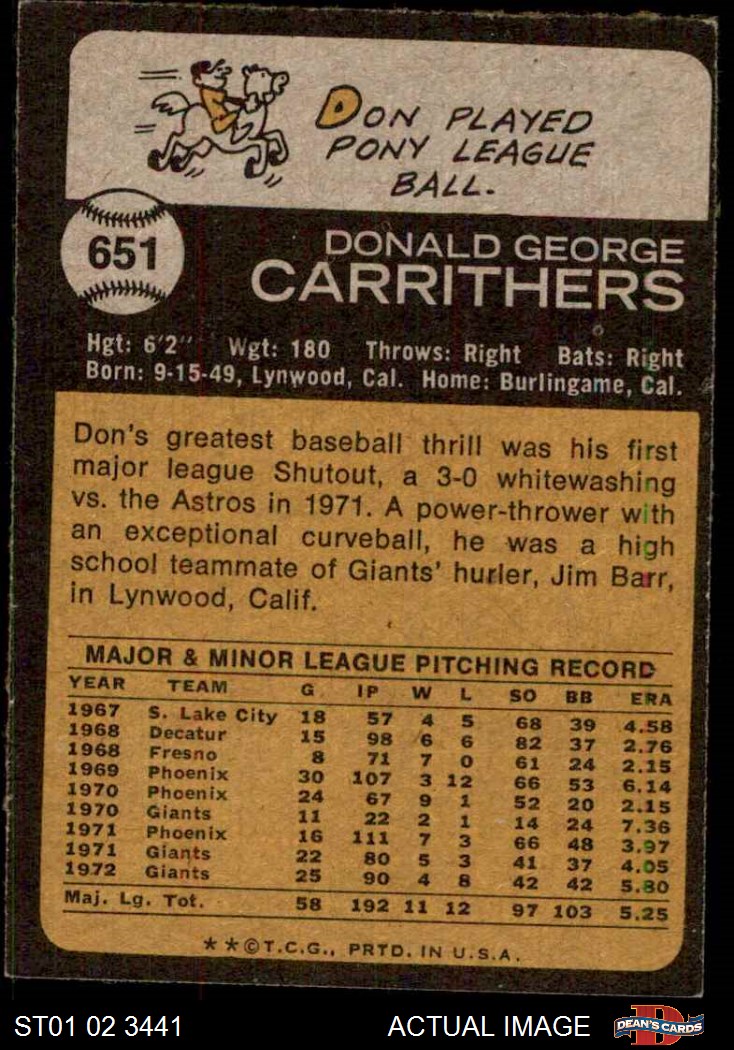 DON PLAYED
PONY LEAGUE
BALL.
651
DONALD GEORGE
CARRITHERS
Hgt: 6'2" Wgt: 180 Throws: Right Bats: Right
Born: 9-15-49, Lynwood, Cal. Home: Burlingame, Cal.
Don's greatest baseball thrill was his first
major league Shutout, a 3-0 whitewashing
vs. the Astros in 1971. A power-thrower with
an exceptional curveball, he was a high
school teammate of Giants' hurler, Jim Barr,
in Lynwood, Calif.
MAJOR & MINOR LEAGUE PITCHING RECORD
YEAR TEAM G IP W L SO BB ERA
1967 S. Lake City 18 57 4 5 68 39 4.58
1968 Decatur 15 98 6 6 82 37 2.76
1968 Fresno 8 71 7 0 61 24 2.15
1969 Phoenix 30 107 3 12 66 53 6.14
1970 Phoenix 24 67 9 1 52 20 2.15
1970 Giants 11 22 2 1 14 24 7.36
1971 Phoenix 16 111 7 3 66 48 3.97
1971 Giants 22 80 5 3 41 37 4.05
1972 Giants 25 90 4 8 42 42 5.80
Maj. Lg. Tot. 58 192 11 12 97 103 5.25
**©T.C.G., PRTD. IN U.S.A.
ST01 02 3441 ACTUAL IMAGE D DEAN'S CARDS